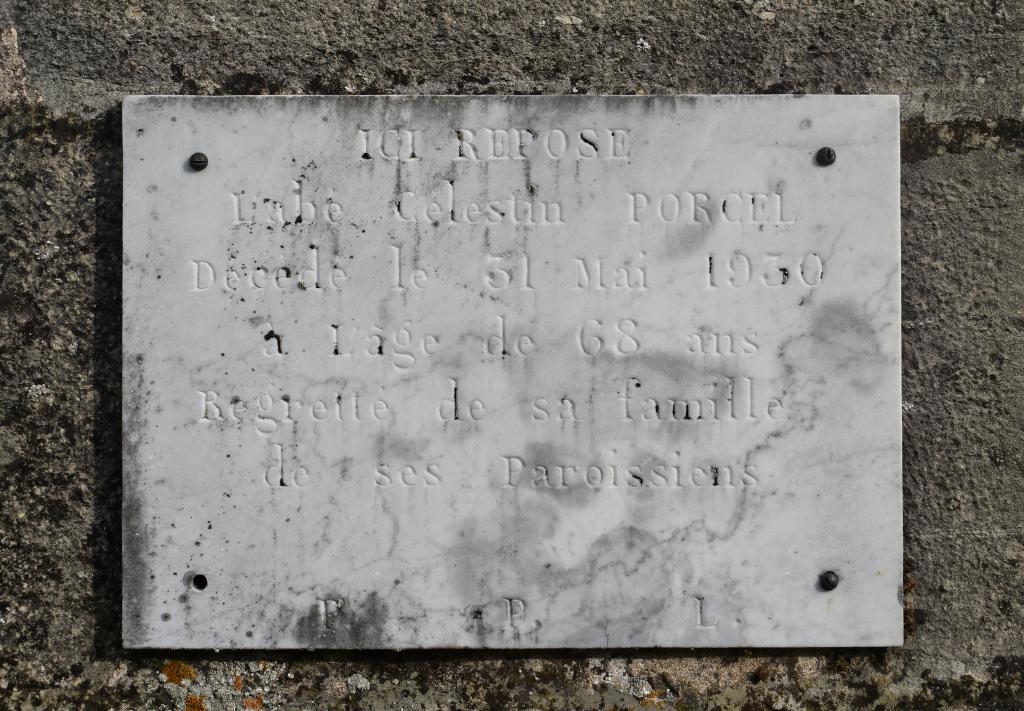 ICI REPOSE
L'abé Célestin PORCEL
Décédé le 31 Mai 1930
à L'âge de 68 ans
Regretté de sa famille
de ses Paroissiens
P. P. L.